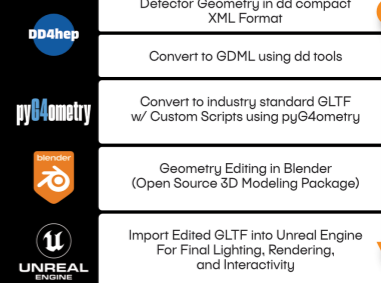 Detector Geometry in dd compact
XML Format
DD4hep
Convert to GDML using dd tools
pyG4ometry
Convert to industry standard GLTF
w/ Custom Scripts using pyG4ometry
blender
Geometry Editing in Blender
(Open Source 3D Modeling Package)
Import Edited GLTF into Unreal Engine
For Final Lighting, Rendering,
and Interactivity
UNREAL
ENGINE